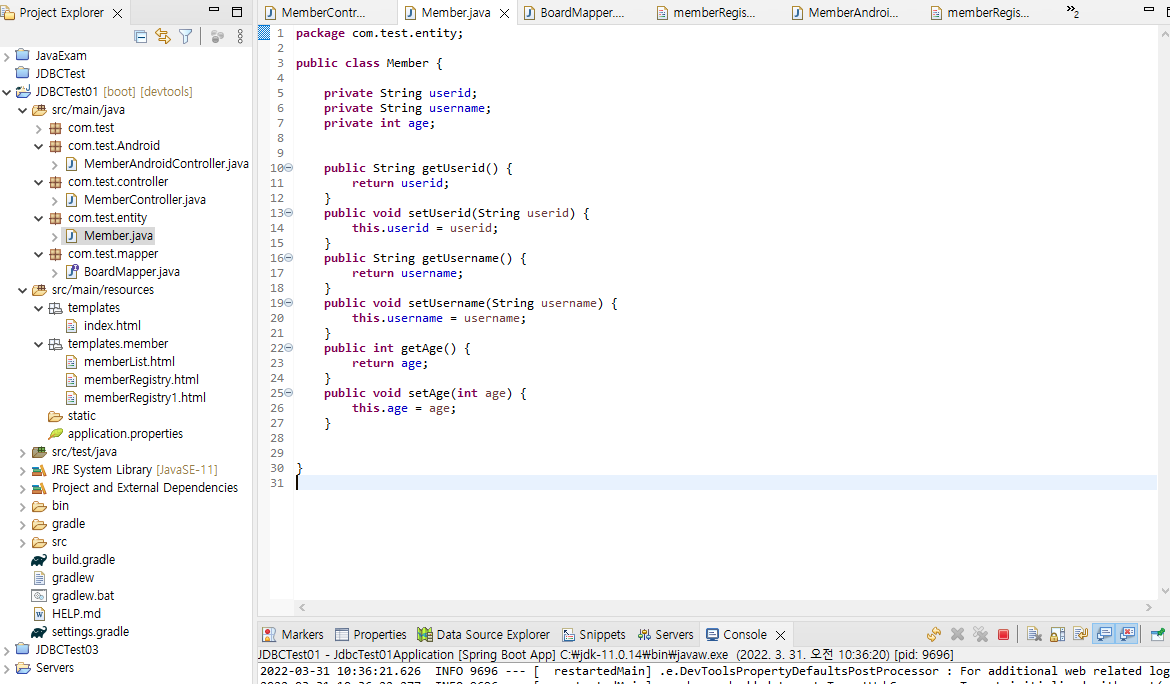 Project Explorer
JavaExam
JDBCTest
JDBCTest01 [boot] [devtools]
src/main/java
com.test
com.test.Android
MemberAndroidController.java
com.test.controller
MemberController.java
com.test.entity
Member.java
com.test.mapper
BoardMapper.java
src/main/resources
templates
index.html
templates.member
memberList.html
memberRegistry.html
memberRegistry1.html
static
application.properties
src/test/java
JRE System Library [JavaSE-11]
Project and External Dependencies
bin
gradle
src
build.gradle
gradlew
gradlew.bat
HELP.md
settings.gradle
JDBCTest03
Servers
MemberContr... Member.java BoardMapper.... memberRegis... MemberAndroi... memberRegis... »2
1 package com.test.entity;
2
3 public class Member {
4
5 private String userid;
6 private String username;
7 private int age;
8
9
10 public String getUserid() {
11 return userid;
12 }
13 public void setUserid(String userid) {
14 this.userid = userid;
15 }
16 public String getUsername() {
17 return username;
18 }
19 public void setUsername(String username) {
20 this.username = username;
21 }
22 public int getAge() {
23 return age;
24 }
25 public void setAge(int age) {
26 this.age = age;
27 }
28
29
30 }
31
Markers Properties Data Source Explorer Snippets Servers Console
JDBCTest01 - JdbcTest01Application [Spring Boot App] C:₩jdk-11.0.14₩bin₩javaw.exe (2022. 3. 31. 오전 10:36:20) [pid: 9696]
2022-03-31 10:36:21.626 INFO 9696 --- [ restartedMain] .e.DevToolsPropertyDefaultsPostProcessor : For additional web related log